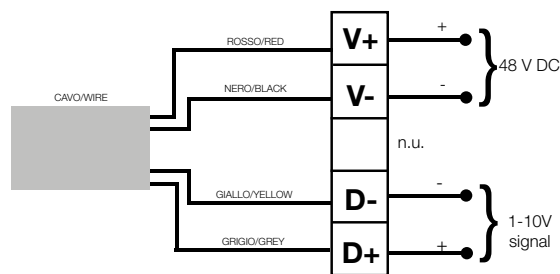 ROSSO/RED
V+
+
NERO/BLACK
V-
-
48 V DC
CAVO/WIRE
n.u.
GIALLO/YELLOW
D-
-
1-10V
signal
GRIGIO/GREY
D+
+